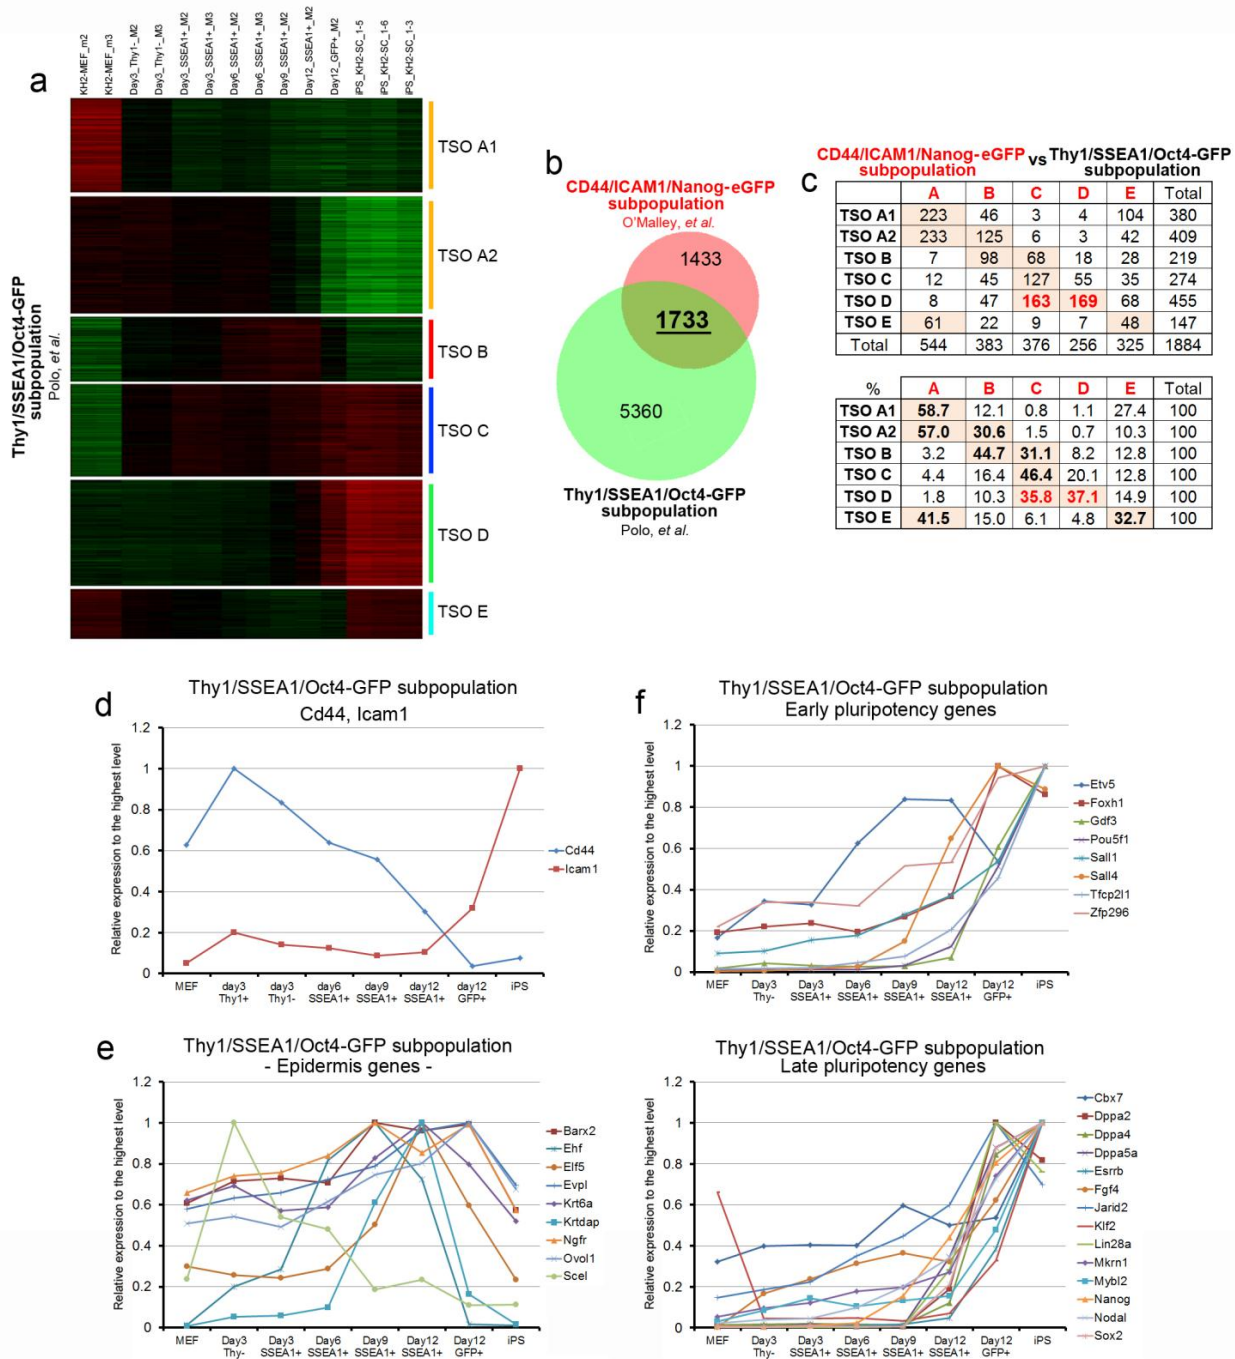 a
KH2-MEF_m2
KH2-MEF_m3
Day3_Thy1-_M2
Day3_Thy1-_M3
Day3_SSEA1+_M2
Day3_SSEA1+_M3
Day6_SSEA1+_M2
Day6_SSEA1+_M3
Day9_SSEA1+_M2
Day12_SSEA1+_M2
Day12_GFP+_M2
iPS_KH2-SC_1-5
iPS_KH2-SC_1-6
iPS_KH2-SC_1-3
Thy1/SSEA1/Oct4-GFP
subpopulation
Polo, et al.
TSO A1
TSO A2
TSO B
TSO C
TSO D
TSO E
b
CD44/ICAM1/Nanog-eGFP
subpopulation
O'Malley, et al.
1433
1733
5360
Thy1/SSEA1/Oct4-GFP
subpopulation
Polo, et al.
c
CD44/ICAM1/Nanog-eGFP vs Thy1/SSEA1/Oct4-GFP
subpopulation subpopulation
A B C D E Total
TSO A1 223 46 3 4 104 380
TSO A2 233 125 6 3 42 409
TSO B 7 98 68 18 28 219
TSO C 12 45 127 55 35 274
TSO D 8 47 163 169 68 455
TSO E 61 22 9 7 48 147
Total 544 383 376 256 325 1884
% A B C D E Total
TSO A1 58.7 12.1 0.8 1.1 27.4 100
TSO A2 57.0 30.6 1.5 0.7 10.3 100
TSO B 3.2 44.7 31.1 8.2 12.8 100
TSO C 4.4 16.4 46.4 20.1 12.8 100
TSO D 1.8 10.3 35.8 37.1 14.9 100
TSO E 41.5 15.0 6.1 4.8 32.7 100
d
Thy1/SSEA1/Oct4-GFP subpopulation
Cd44, Icam1
Relative expression to the highest level
1.2
1
0.8
0.6
0.4
0.2
0
MEF
day3 Thy1+
day3 Thy1-
day6 SSEA1+
day9 SSEA1+
day12 SSEA1+
day12 GFP+
iPS
Cd44
Icam1
f
Thy1/SSEA1/Oct4-GFP subpopulation
Early pluripotency genes
Relative expression to the highest level
1.2
1
0.8
0.6
0.4
0.2
0
MEF
Day3 Thy-
Day3 SSEA1+
Day6 SSEA1+
Day9 SSEA1+
Day12 SSEA1+
Day12 GFP+
iPS
Etv5
Foxh1
Gdf3
Pou5f1
Sall1
Sall4
Tfcp2l1
Zfp296
e
Thy1/SSEA1/Oct4-GFP subpopulation
- Epidermis genes -
Relative expression to the highest level
1.2
1
0.8
0.6
0.4
0.2
0
MEF
Day3 Thy-
Day3 SSEA1+
Day6 SSEA1+
Day9 SSEA1+
Day12 SSEA1+
Day12 GFP+
iPS
Barx2
Ehf
Elf5
Evpl
Krt6a
Krtdap
Ngfr
Ovol1
Scel
Thy1/SSEA1/Oct4-GFP subpopulation
Late pluripotency genes
Relative expression to the highest level
1.2
1
0.8
0.6
0.4
0.2
0
MEF
Day3 Thy-
Day3 SSEA1+
Day6 SSEA1+
Day9 SSEA1+
Day12 SSEA1+
Day12 GFP+
iPS
Cbx7
Dppa2
Dppa4
Dppa5a
Esrrb
Fgf4
Jarid2
Klf2
Lin28a
Mkrn1
Mybl2
Nanog
Nodal
Sox2